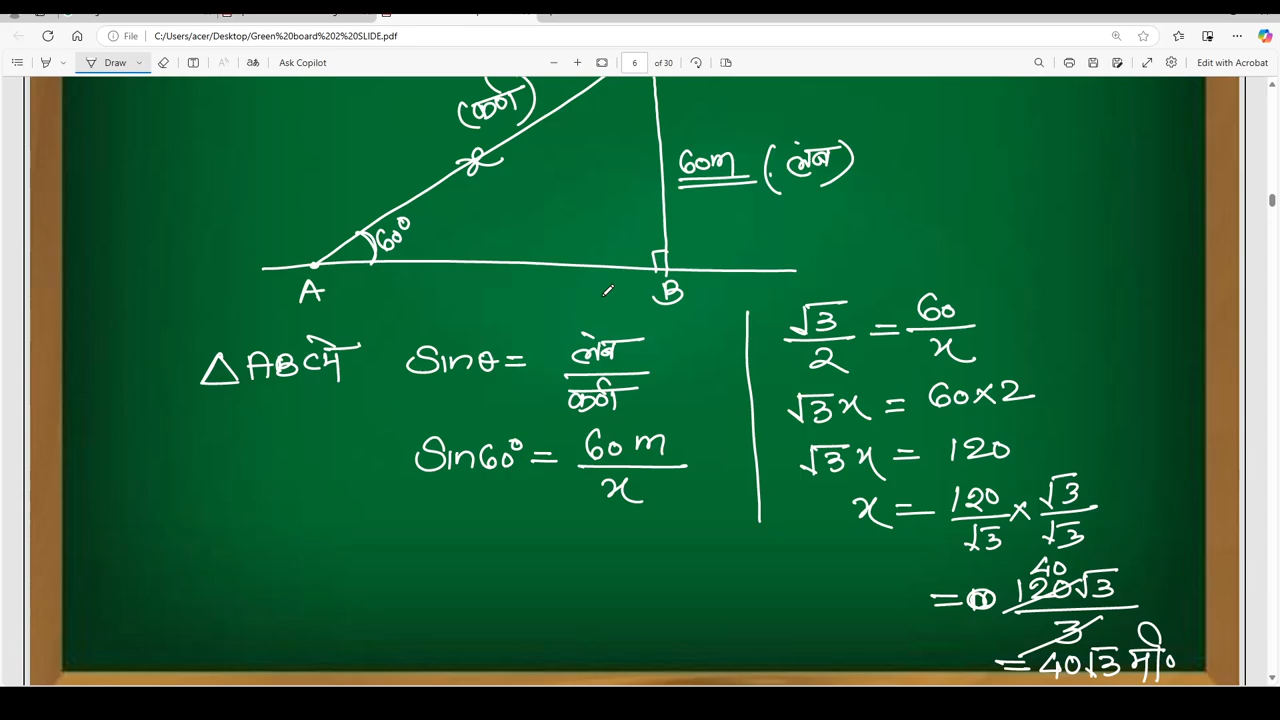 File C:/Users/acer/Desktop/Green%20board%202%20SLIDE.pdf
Draw Ask Copilot 6 of 30 Edit with Acrobat
(कर्ण)
x
60m (लंब)
60°
A B
△ABC में sinθ = लंब/कर्ण
sin60° = 60m/x
√3/2 = 60/x
√3x = 60×2
√3x = 120
x = 120/√3 × √3/√3
= 120√3/3
40
= 40√3 मी०